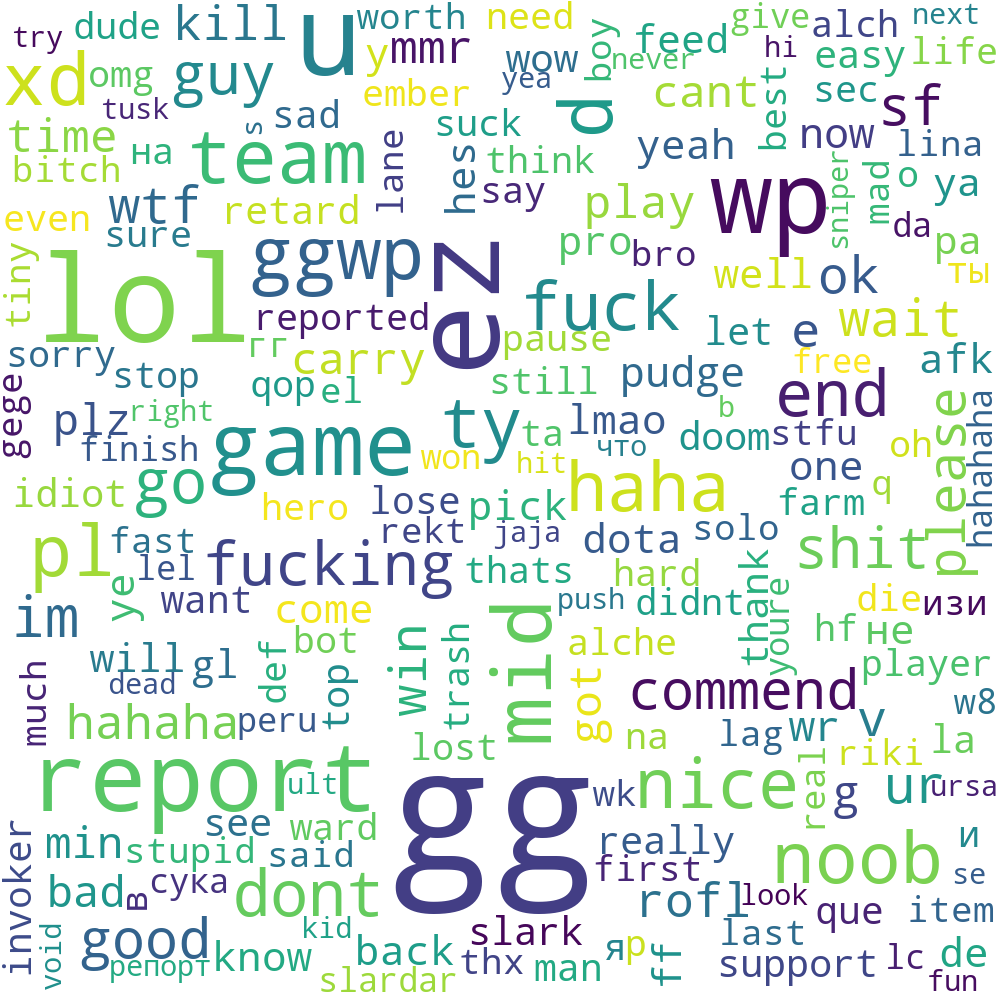 try dude kill u worth need give alch next
xd omg guy y mmr wow boy feed never hi easy life
tusk ember yea d cant best sec sf
time s sad suck think yeah now lina
bitch на team lane hes say play wp sniper mad o ya
even wtf retard pro bro da ра
tiny sure ggwp ez well ok ты
lol reported fuck pause let e wait
sorry гг carry free afk
gege stop qop el still pudge end hahahaha
plz right game ty ta lmao b doom stfu please
finish won hit что one oh
idiot go hero lose pick haha farm q
pl fast rekt jaja dota solo shit
lel fucking thats hard thank
im ye want come push didnt youre die изи
will gl def bot top win trash mid alche hf не player
much dead commend w8
hahaha peru lost got na lag wr v la
report ult gg wk nice real riki g ur ursa
invoker min stupid see ward really noob и
bad в сука said first look se
good dont rofl que item
void репорт know kid back slark я р ff last support lc de
slardar thx man fun